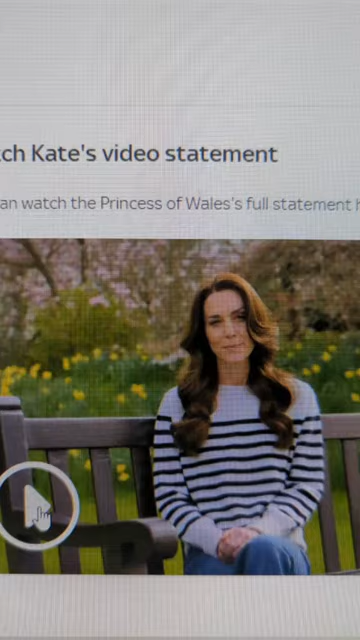 ch Kate's video statement
an watch the Princess of Wales's full statement h